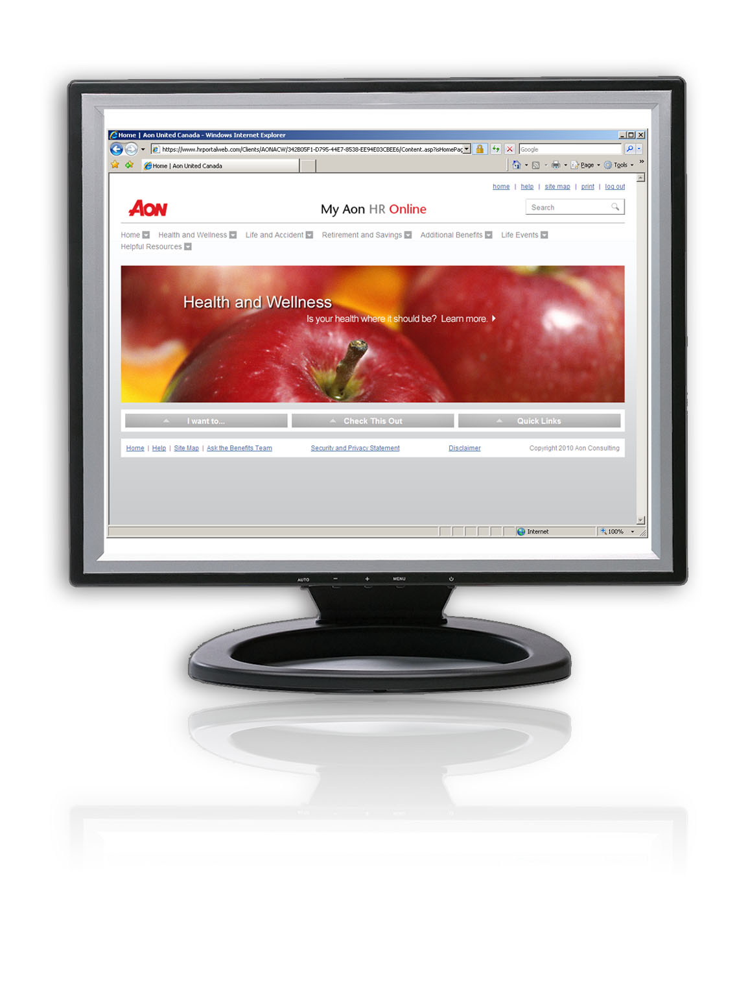 Home | Aon United Canada - Windows Internet Explorer
https://www.hrportalweb.com/Clients/AONACW/342B05F1-D795-44E7-8538-EE94E03CBEE6/Content.asp?isHomePag
Google
Home | Aon United Canada
Page
Tools
home | help | site map | print | log out
AON
My Aon HR Online
Search
Home Health and Wellness Life and Accident Retirement and Savings Additional Benefits Life Events
Helpful Resources
Health and Wellness
Is your health where it should be? Learn more.
I want to...
Check This Out
Quick Links
Home | Help | Site Map | Ask the Benefits Team
Security and Privacy Statement
Disclaimer
Copyright 2010 Aon Consulting
Internet
100%
AUTO - + MENU